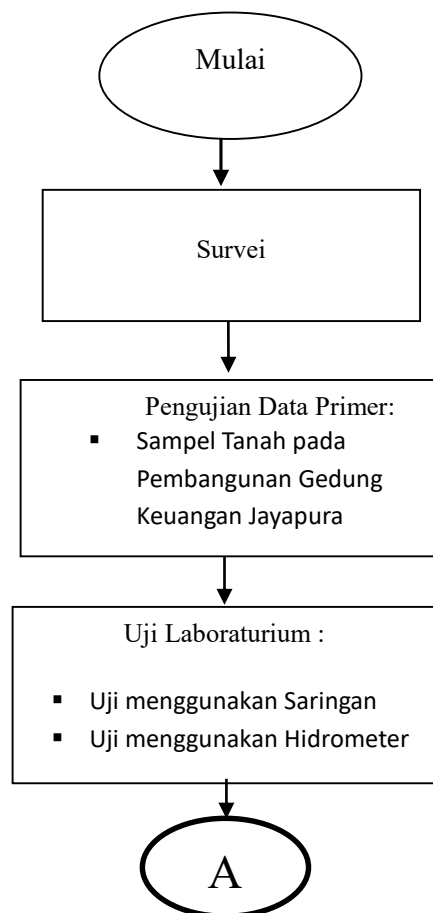 Mulai
Survei
Pengujian Data Primer:
▪ Sampel Tanah pada
Pembangunan Gedung
Keuangan Jayapura
Uji Laboraturium :
▪ Uji menggunakan Saringan
▪ Uji menggunakan Hidrometer
A